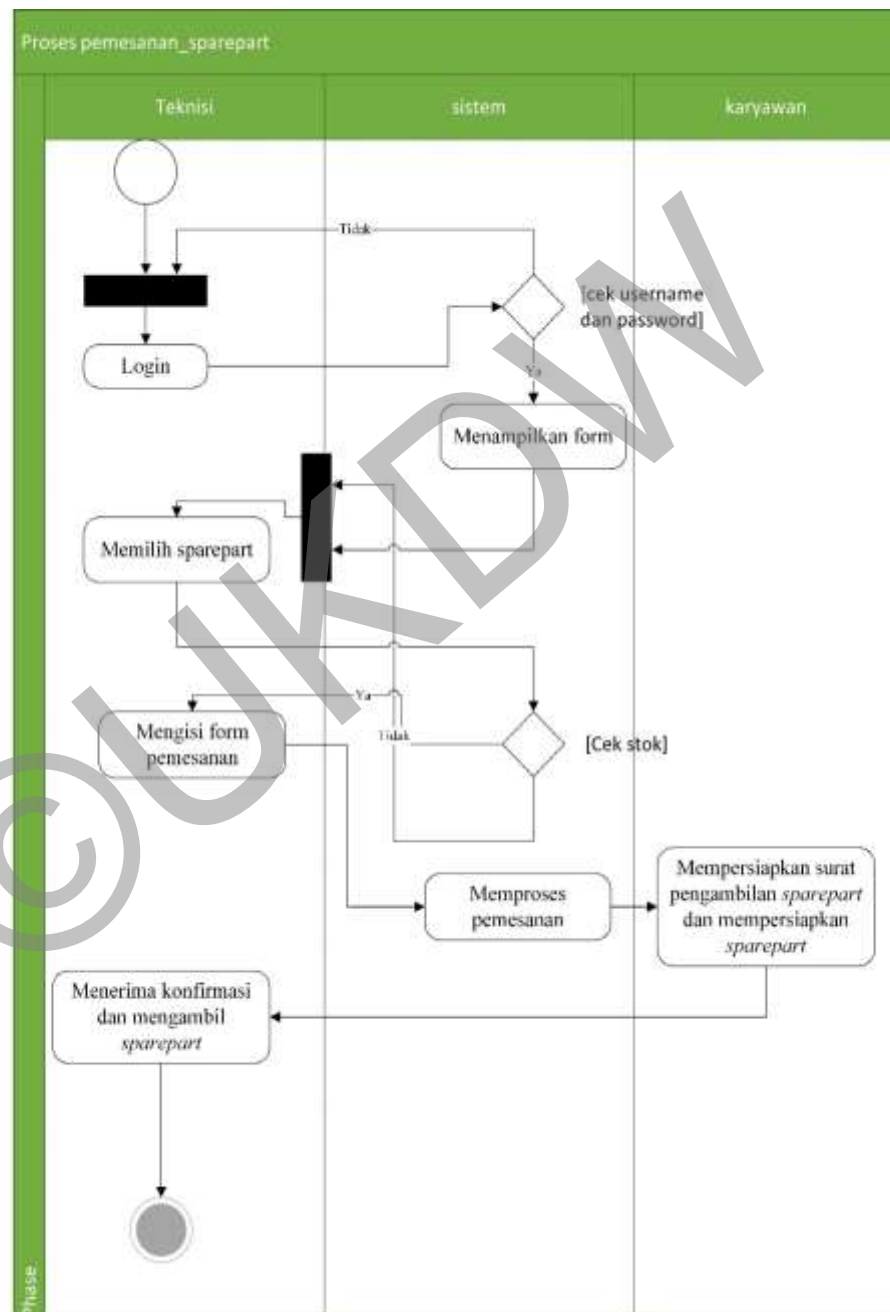 Proses pemesanan_sparepart
Teknisi
sistem
karyawan
Tidak
[cek username
dan password]
Login
Ya
Menampilkan form
Memilih sparepart
Ya
Mengisi form
pemesanan
Tidak
[Cek stok]
Memproses
pemesanan
Mempersiapkan surat
pengambilan sparepart
dan mempersiapkan
sparepart
Menerima konfirmasi
dan mengambil
sparepart
Phase
©UKDW